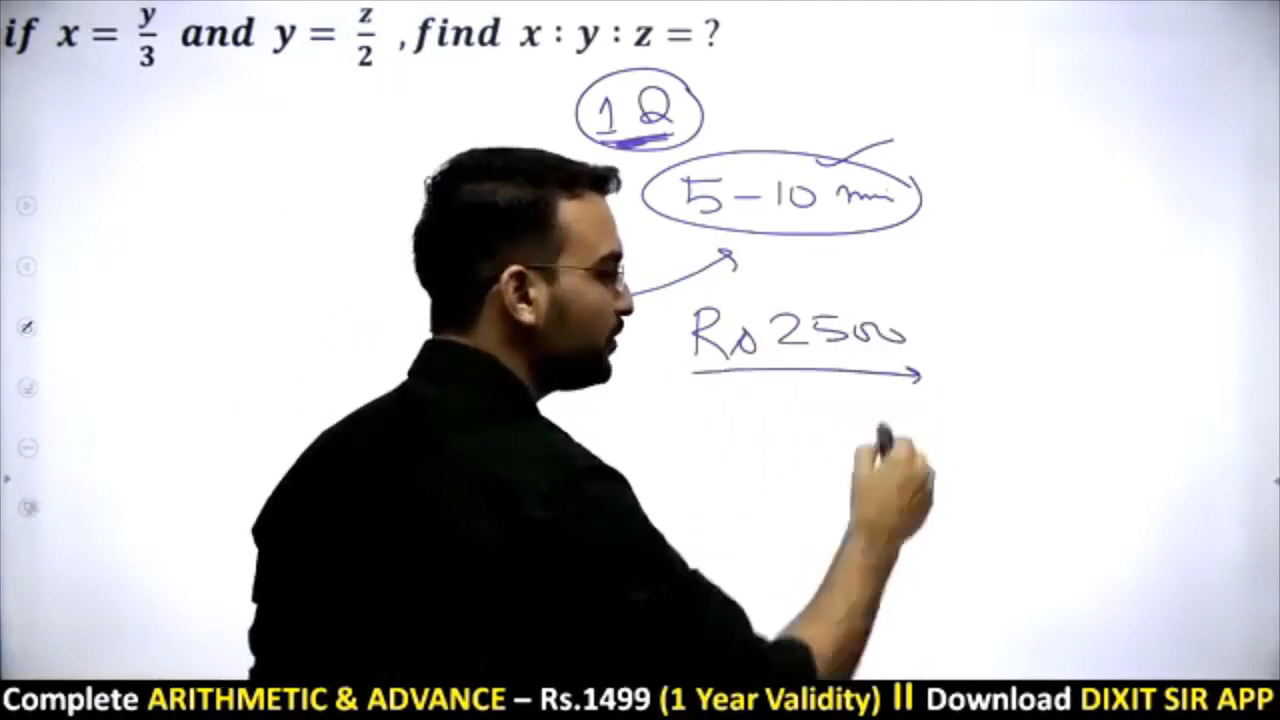 if x = y/3 and y = z/2 , find x : y : z = ?
1 Q
5 - 10 min
Rs 2500
Complete ARITHMETIC & ADVANCE – Rs.1499 (1 Year Validity) II Download DIXIT SIR APP